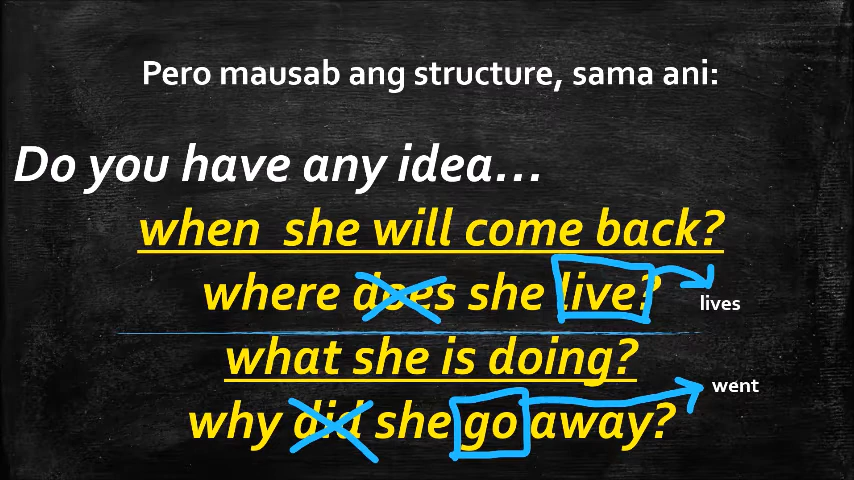 Pero mausab ang structure, sama ani:
Do you have any idea...
when she will come back?
where does she live?
lives
what she is doing?
went
why did she go away?